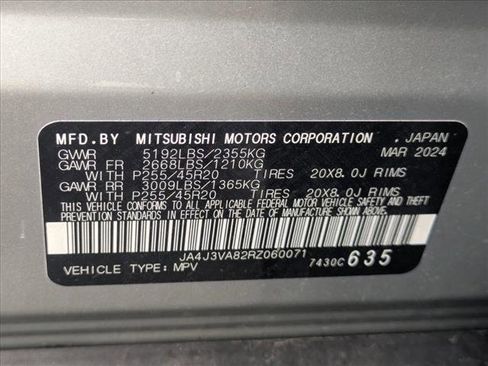 MFD.BY MITSUBISHI MOTORS CORPORATION . JAPAN
GVWR 5192LBS/2355KG MAR 2024
GAWR FR 2668LBS/1210KG
WITH P255/45R20 TIRES 20X8.0J RIMS
GAWR RR 3009LBS/1365KG
WITH P255/45R20 TIRES 20X8.0J RIMS
THIS VEHICLE CONFORMS TO ALL APPLICABLE FEDERAL MOTOR VEHICLE SAFETY, BUMPER, AND THEFT
PREVENTION STANDARDS IN EFFECT ON THE DATE OF MANUFACTURE SHOWN ABOVE.
JA4J3VA82RZ060071
VEHICLE TYPE: MPV 7430C 635